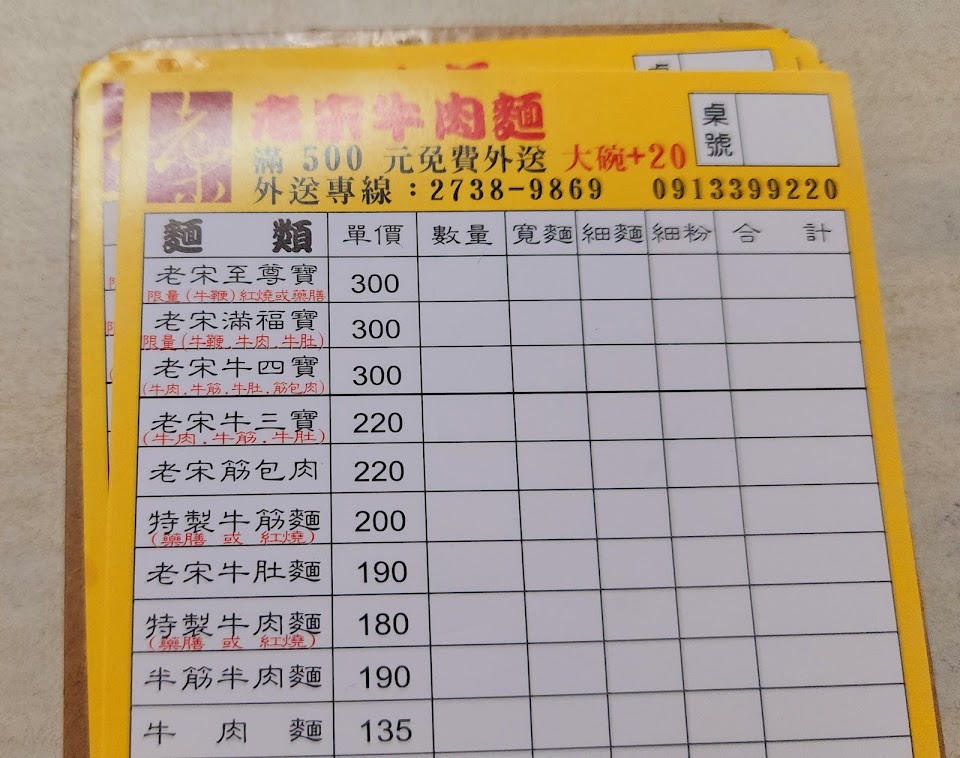 宋
老宋牛肉麵
桌號
滿 500 元免費外送 大碗+20
外送專線：2738-9869 0913399220
麵 類 單價 數量 寬麵 細麵 細粉 合 計
老宋至尊寶 300
限量(牛鞭)紅燒或藥膳
老宋滿福寶 300
限量(牛鞭.牛肉.牛肚)
老宋牛四寶 300
(牛肉.牛筋.牛肚.筋包肉)
老宋牛三寶 220
(牛肉.牛筋.牛肚)
老宋筋包肉 220
特製牛筋麵 200
(藥膳 或 紅燒)
老宋牛肚麵 190
特製牛肉麵 180
(藥膳 或 紅燒)
半筋半肉麵 190
牛 肉 麵 135